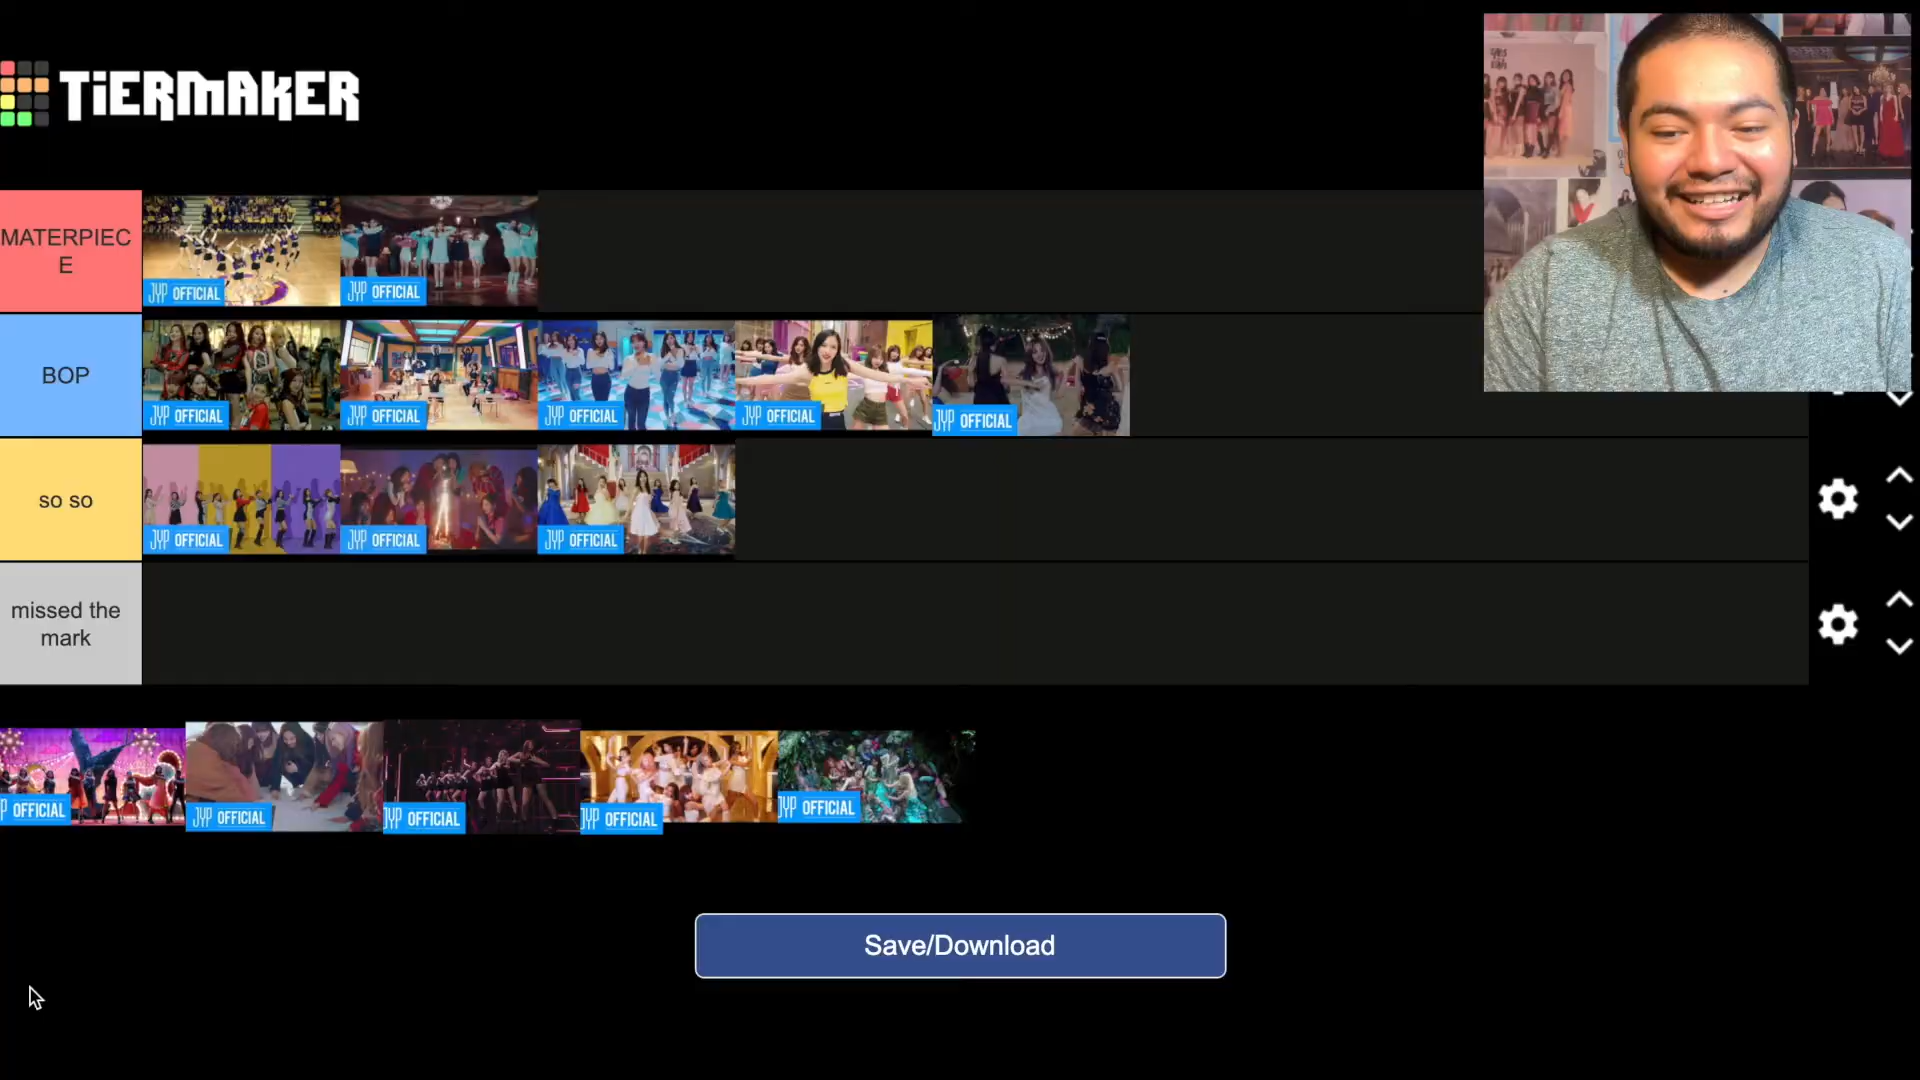 TiERMAKER
MATERPIEC
E
JYP OFFICIAL
JYP OFFICIAL
BOP
JYP OFFICIAL
JYP OFFICIAL
JYP OFFICIAL
JYP OFFICIAL
JYP OFFICIAL
so so
JYP OFFICIAL
JYP OFFICIAL
JYP OFFICIAL
missed the
mark
P OFFICIAL
JYP OFFICIAL
JYP OFFICIAL
JYP OFFICIAL
JYP OFFICIAL
Save/Download